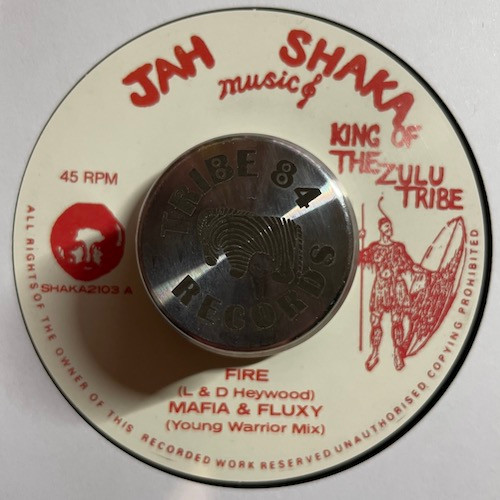 JAH SHAKA
music
KING OF
THE ZULU
TRIBE
45 RPM
TRIBE 84
RECORDS
SHAKA2103 A
FIRE
(L & D Heywood)
MAFIA & FLUXY
(Young Warrior Mix)
ALL RIGHTS OF THE OWNER OF THIS RECORDED WORK RESERVED UNAUTHORISED COPYING PROHIBITED